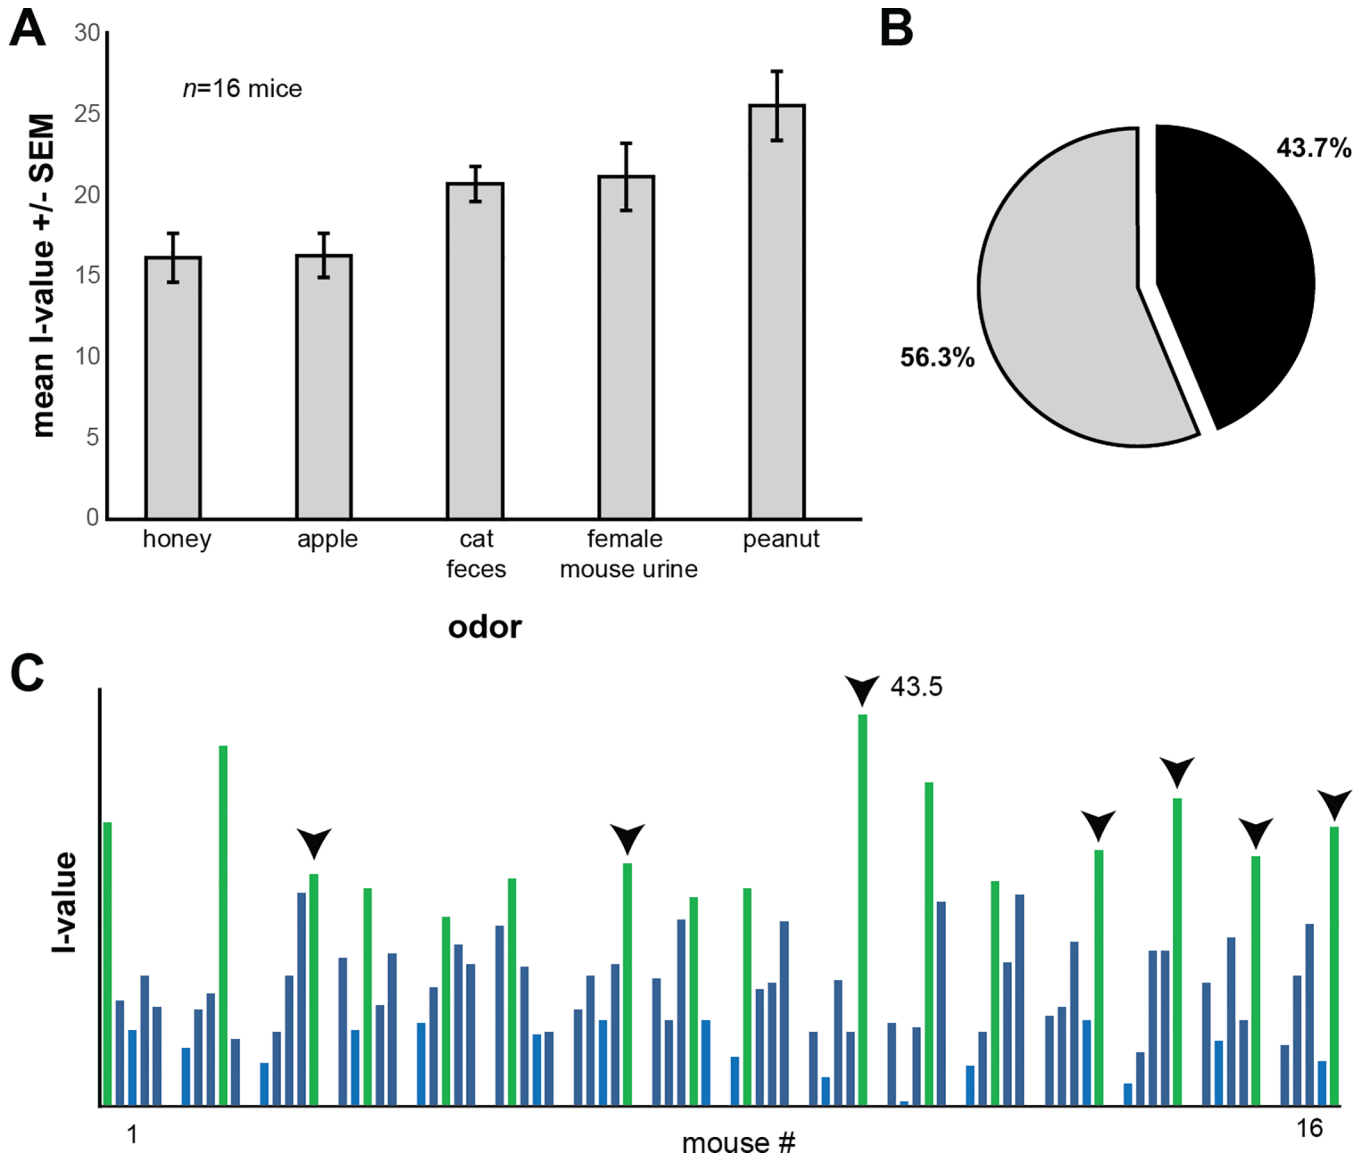 A
B
30
25
20
15
10
5
0
mean I-value +/- SEM
n=16 mice
honey
apple
cat
feces
female
mouse urine
peanut
odor
43.7%
56.3%
C
43.5
I-value
1
mouse #
16